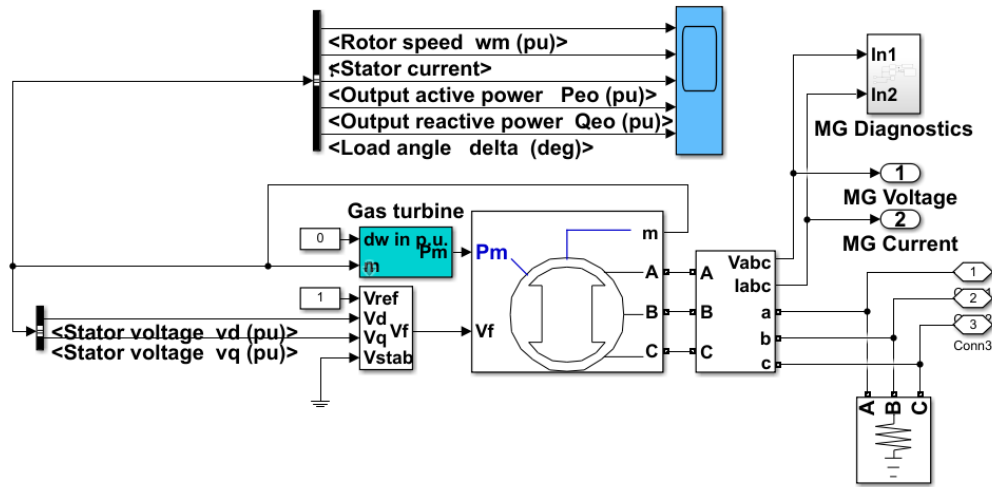 <Rotor speed wm (pu)>
<Stator current>
<Output active power Peo (pu)>
<Output reactive power Qeo (pu)>
<Load angle delta (deg)>
In1
In2
MG Diagnostics
1
MG Voltage
2
MG Current
Gas turbine
0
dw in p.u.
Pm
m
1
Vref
Vd
Vq
Vf
Vstab
<Stator voltage vd (pu)>
<Stator voltage vq (pu)>
Pm
Vf
m
A
B
C
A
B
C
Vabc
Iabc
a
b
c
1
2
3
Conn3
A B C